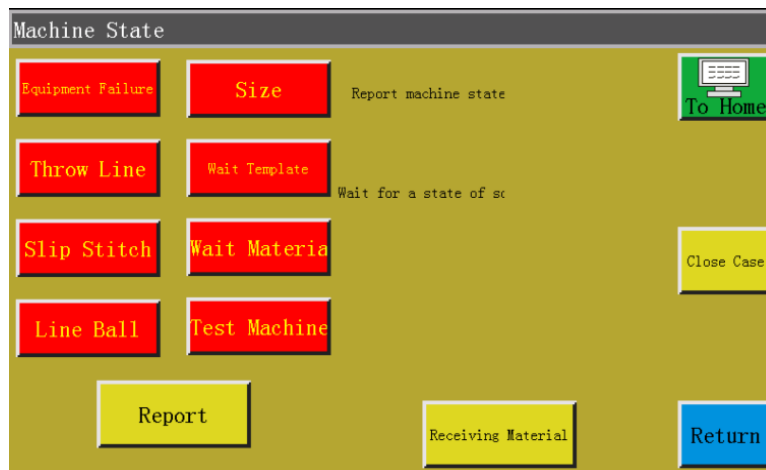 Machine State
Equipment Failure
Size
Report machine state
To Home
Throw Line
Wait Template
Wait for a state of sc
Slip Stitch
Wait Materia
Close Case
Line Ball
Test Machine
Report
Receiving Material
Return